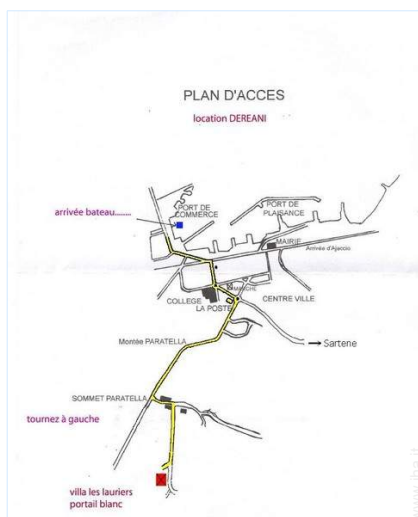 PLAN D'ACCES
location DEREANI
arrivée bateau........
PORT DE
COMMERCE
PORT DE
PLAISANCE
MAIRIE
Arrivée d'Ajaccio
COLLEGE
LA POSTE
CENTRE VILLE
Sartene
Montée PARATELLA
SOMMET PARATELLA
tournez à gauche
villa les lauriers
portail blanc